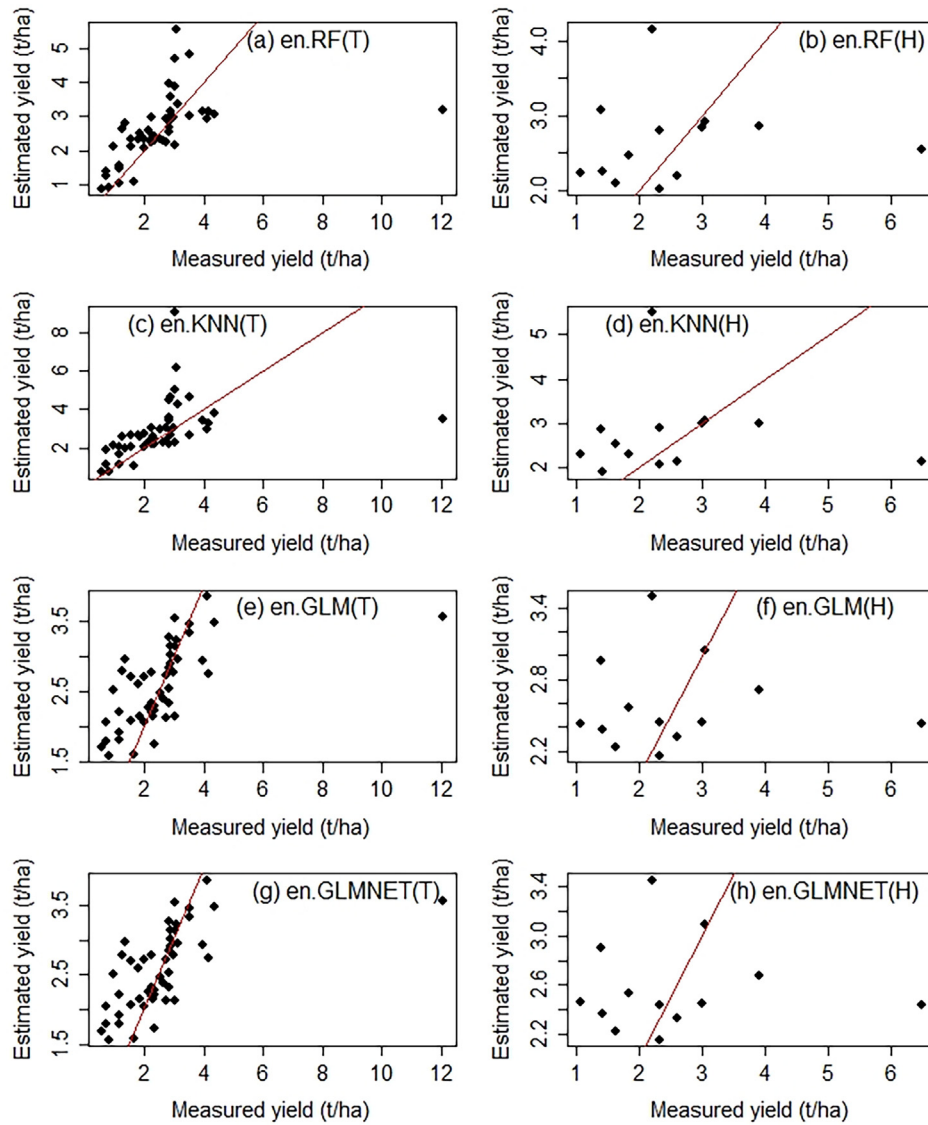 (a) en.RF(T)
Estimated yield (t/ha)
5
4
3
2
1
2 4 6 8 10 12
Measured yield (t/ha)
(b) en.RF(H)
Estimated yield (t/ha)
4.0
3.0
2.0
1 2 3 4 5 6
Measured yield (t/ha)
(c) en.KNN(T)
Estimated yield (t/ha)
8
6
4
2
2 4 6 8 10 12
Measured yield (t/ha)
(d) en.KNN(H)
Estimated yield (t/ha)
5
4
3
2
1 2 3 4 5 6
Measured yield (t/ha)
(e) en.GLM(T)
Estimated yield (t/ha)
3.5
2.5
1.5
2 4 6 8 10 12
Measured yield (t/ha)
(f) en.GLM(H)
Estimated yield (t/ha)
3.4
2.8
2.2
1 2 3 4 5 6
Measured yield (t/ha)
(g) en.GLMNET(T)
Estimated yield (t/ha)
3.5
2.5
1.5
2 4 6 8 10 12
Measured yield (t/ha)
(h) en.GLMNET(H)
Estimated yield (t/ha)
3.4
3.0
2.6
2.2
1 2 3 4 5 6
Measured yield (t/ha)